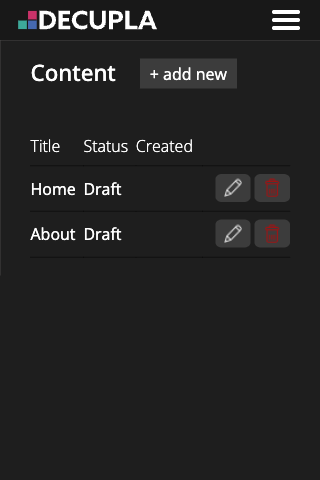 DECUPLA
Content
+ add new
Title Status Created
Home Draft
About Draft